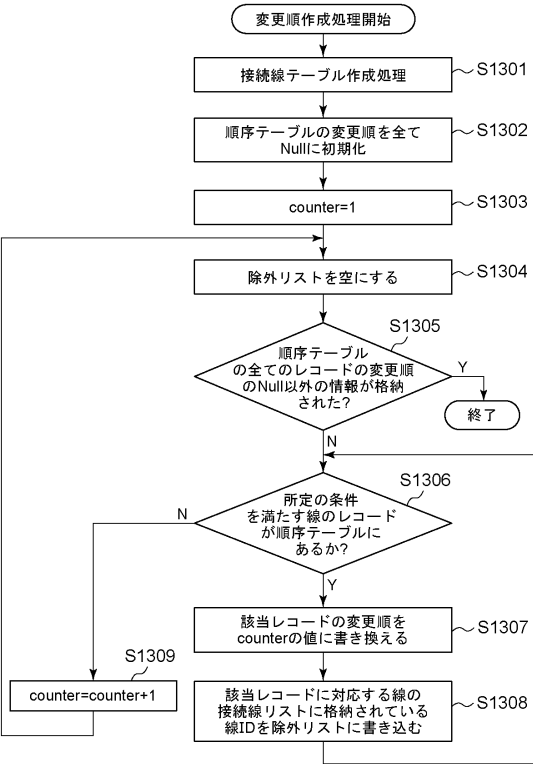 変更順作成処理開始
接続線テーブル作成処理
S1301
順序テーブルの変更順を全て
Nullに初期化
S1302
counter=1
S1303
除外リストを空にする
S1304
S1305
順序テーブル
の全てのレコードの変更順
のNull以外の情報が格納
された?
Y
終了
N
S1306
所定の条件
を満たす線のレコード
が順序テーブルに
あるか?
N
Y
該当レコードの変更順を
counterの値に書き換える
S1307
S1309
counter=counter+1
該当レコードに対応する線の
接続線リストに格納されている
線IDを除外リストに書き込む
S1308